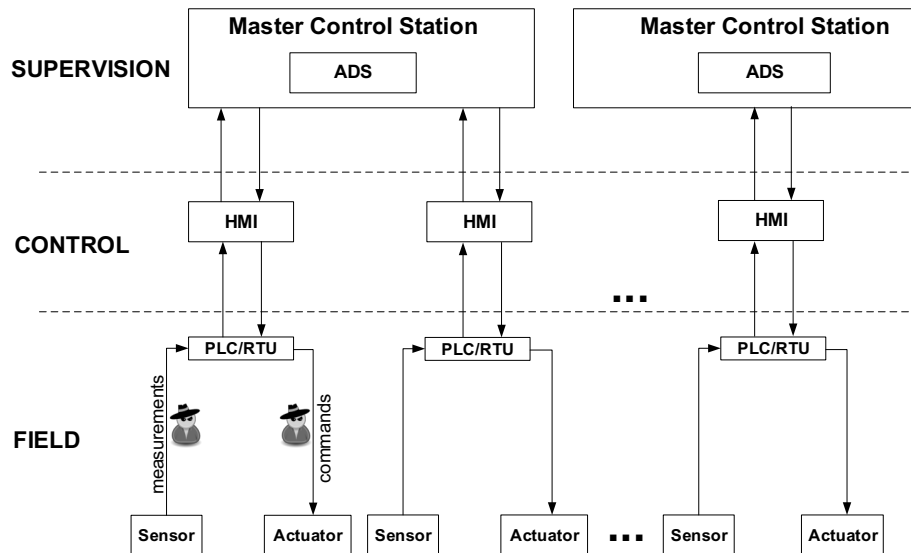 Master Control Station
Master Control Station
SUPERVISION
ADS
ADS
HMI
HMI
HMI
CONTROL
...
PLC/RTU
PLC/RTU
PLC/RTU
measurements
commands
FIELD
Sensor
Actuator
Sensor
Actuator
...
Sensor
Actuator